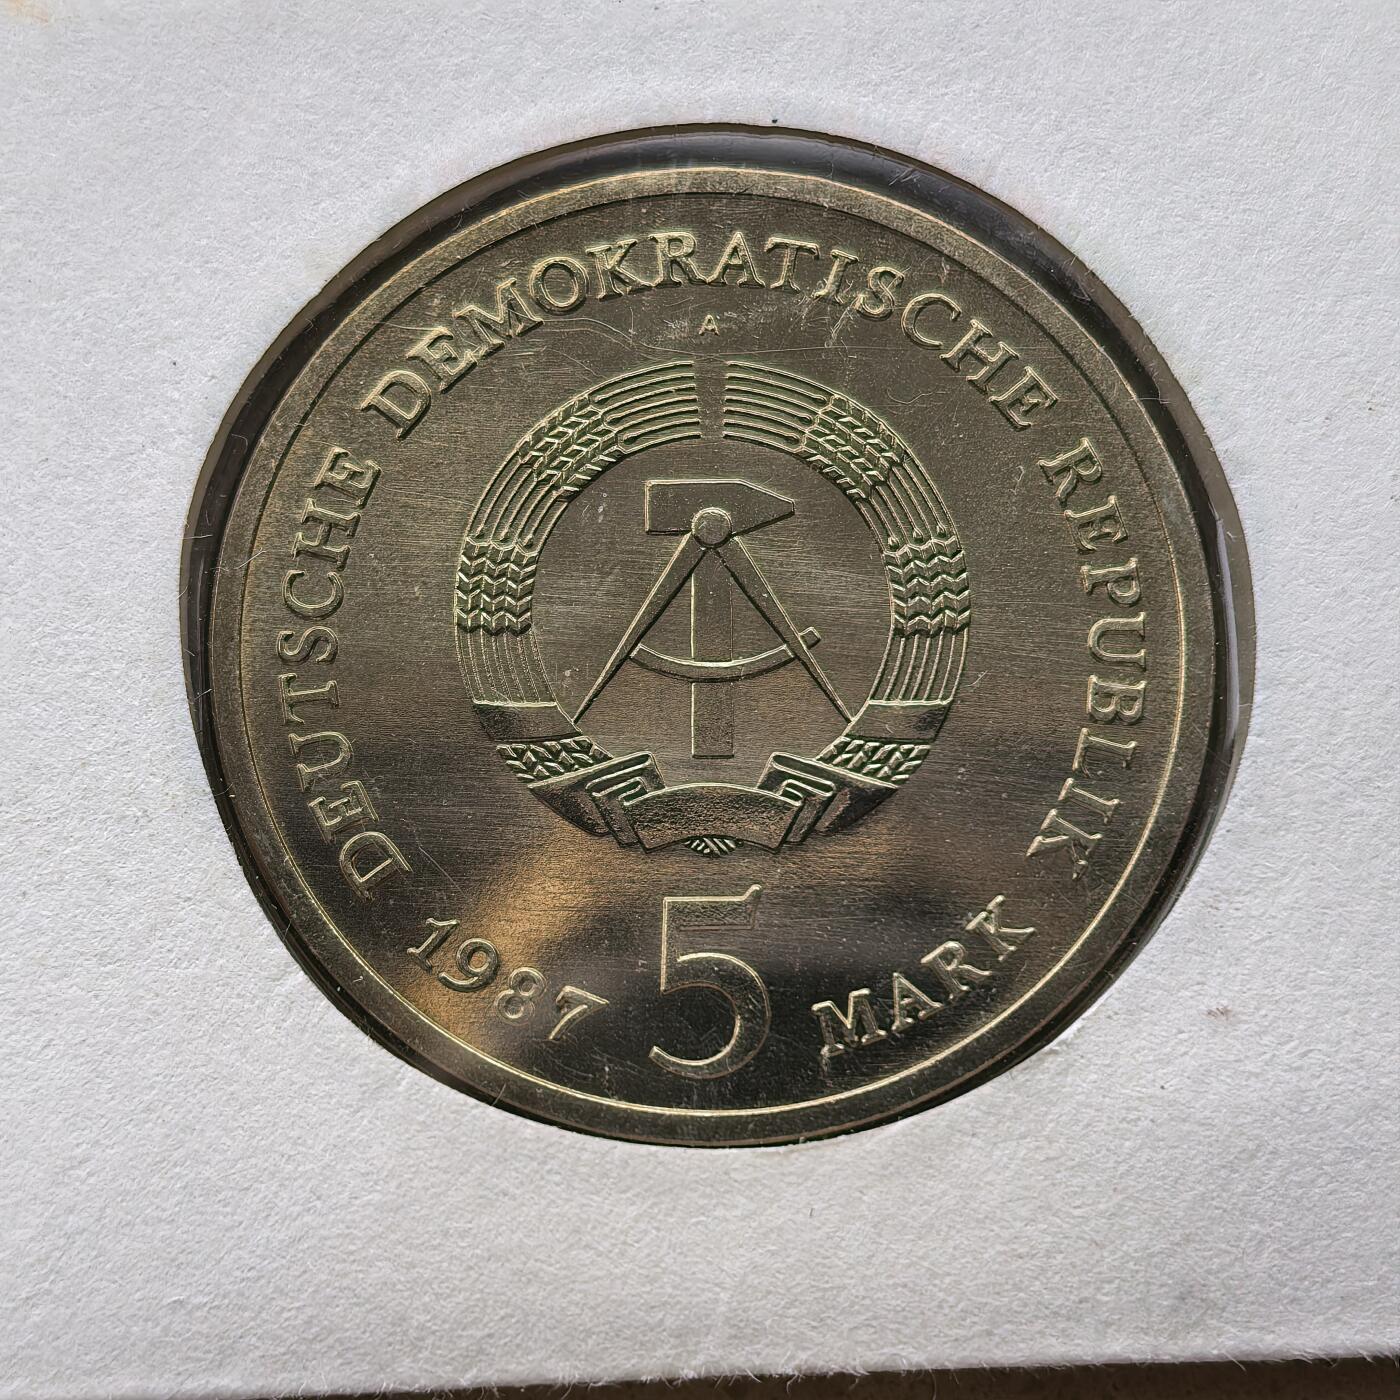 DEUTSCHE DEMOKRATISCHE REPUBLIK
A
1987 5 MARK